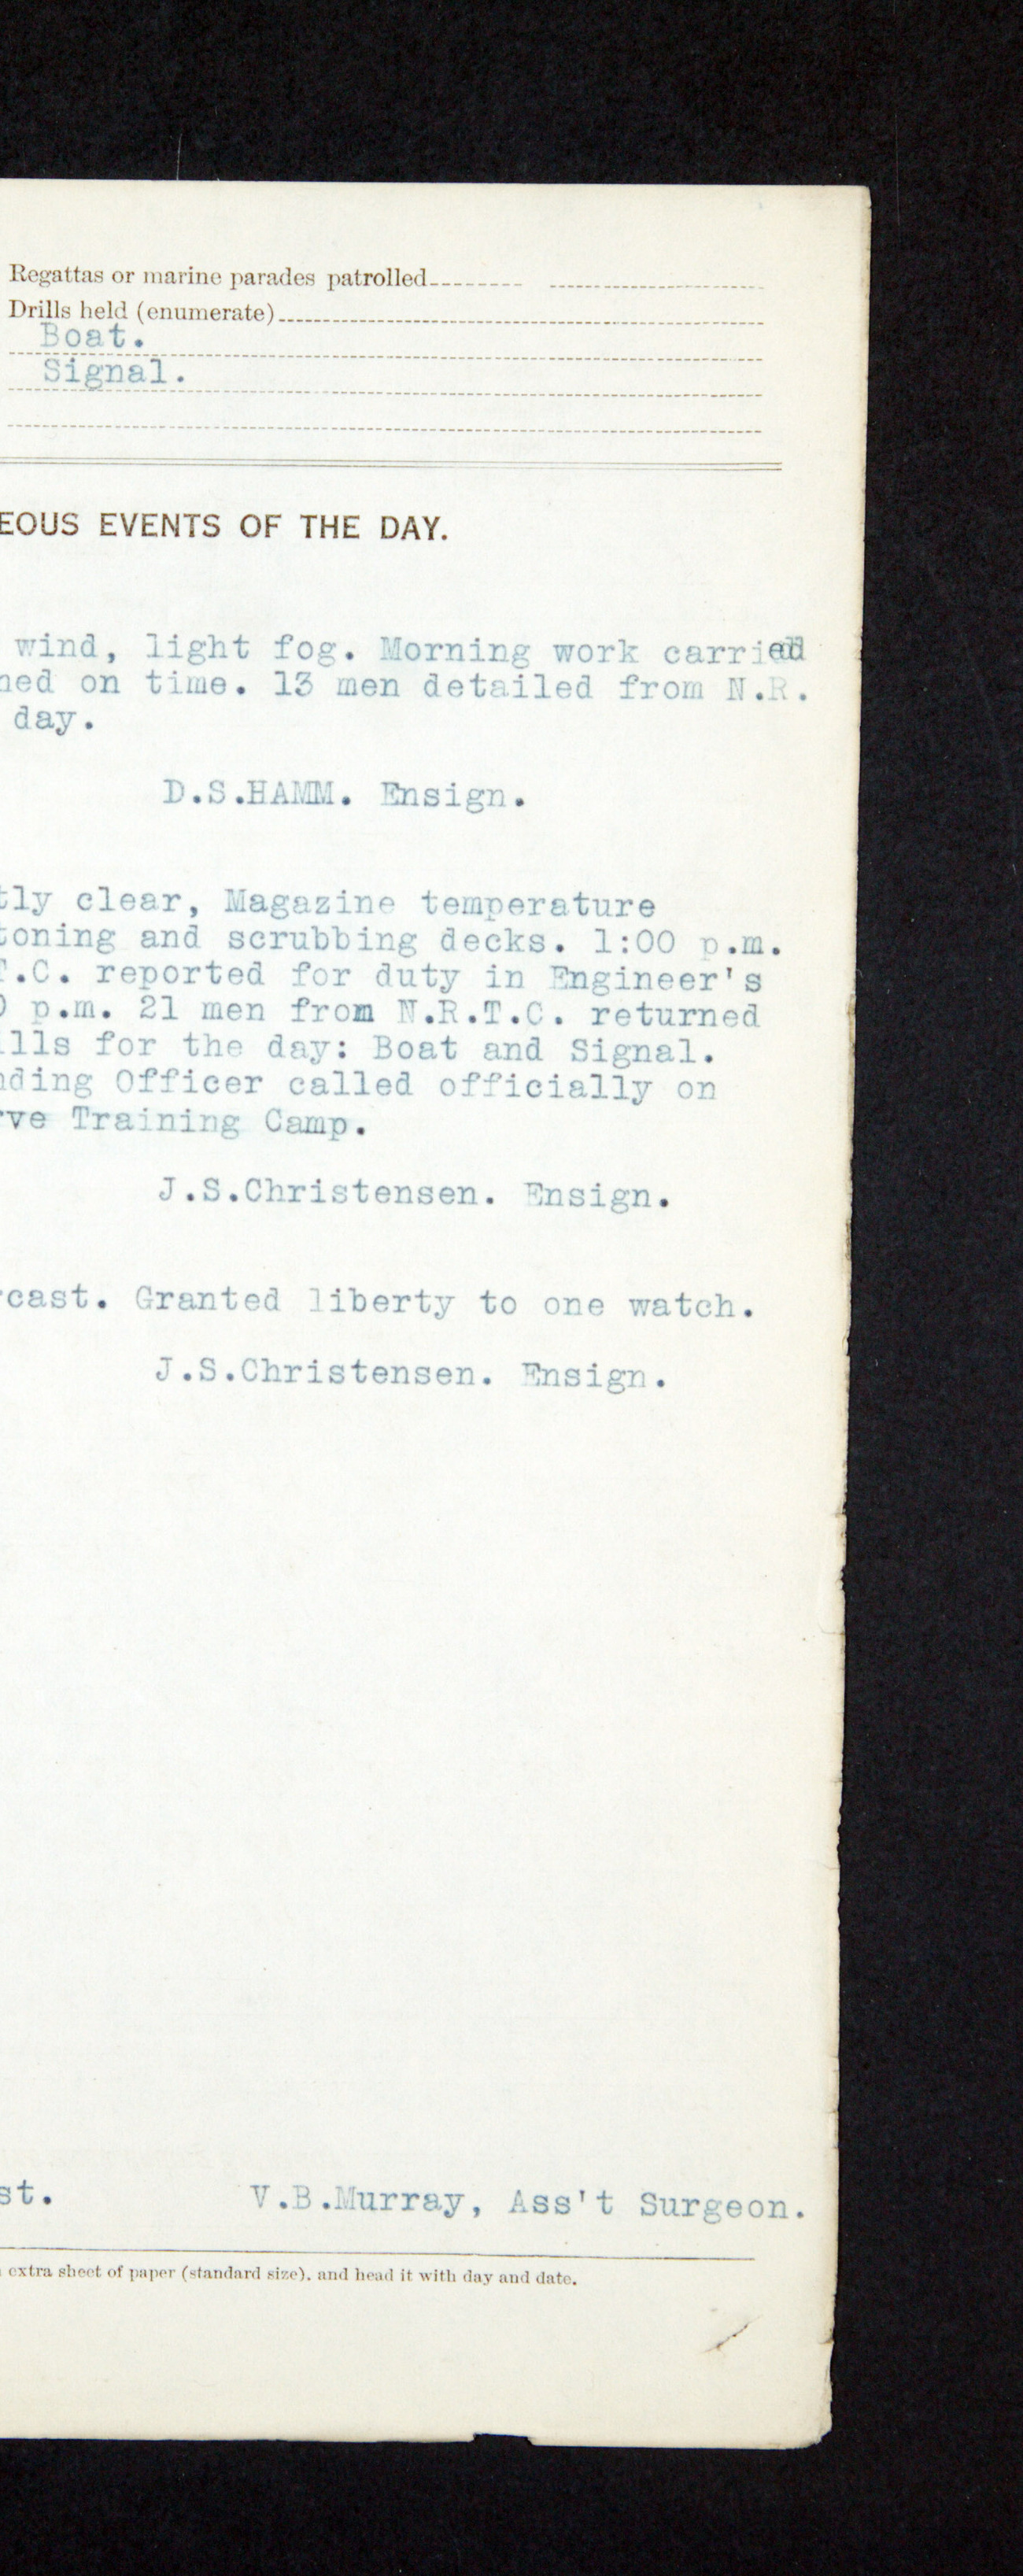 Regattas or marine parades patrolled
Drills held (enumerate)
Boat.
Signal.
EOUS EVENTS OF THE DAY.
wind, light fog. Morning work carried
ned on time. 13 men detailed from N.R.
day.
D.S.HAMM. Ensign.
tly clear, Magazine temperature
toning and scrubbing decks. 1:00 p.m.
T.C. reported for duty in Engineer's
0 p.m. 21 men from N.R.T.C. returned
ills for the day: Boat and Signal.
nding Officer called officially on
rve Training Camp.
J.S.Christensen. Ensign.
rcast. Granted liberty to one watch.
J.S.Christensen. Ensign.
st. V.B.Murray, Ass't Surgeon.
extra sheet of paper (standard size), and head it with day and date.